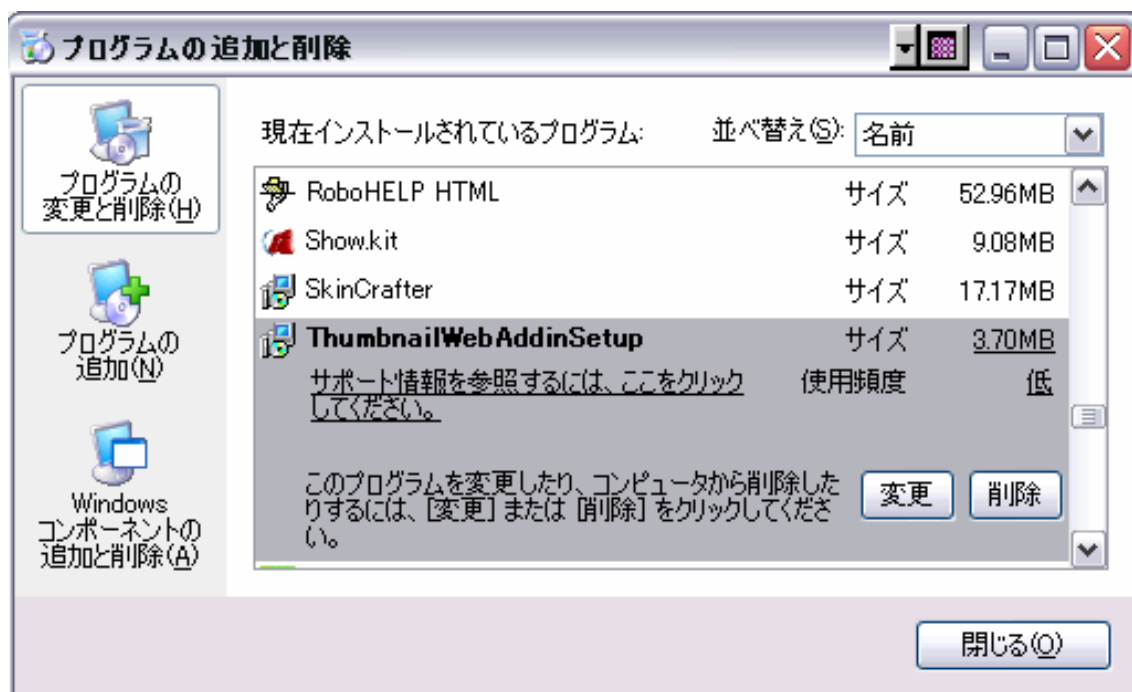 プログラムの追加と削除
プログラムの
変更と削除(H)
プログラムの
追加(N)
Windows
コンポーネントの
追加と削除(A)
現在インストールされているプログラム:
並べ替え(S):
名前
RoboHELP HTML サイズ 52.96MB
Show.kit サイズ 9.08MB
SkinCrafter サイズ 17.17MB
ThumbnailWebAddinSetup サイズ 3.70MB
サポート情報を参照するには、ここをクリック 使用頻度 低
してください。
このプログラムを変更したり、コンピュータから削除した
りするには、[変更] または [削除] をクリックしてくださ
い。
変更
削除
閉じる(O)